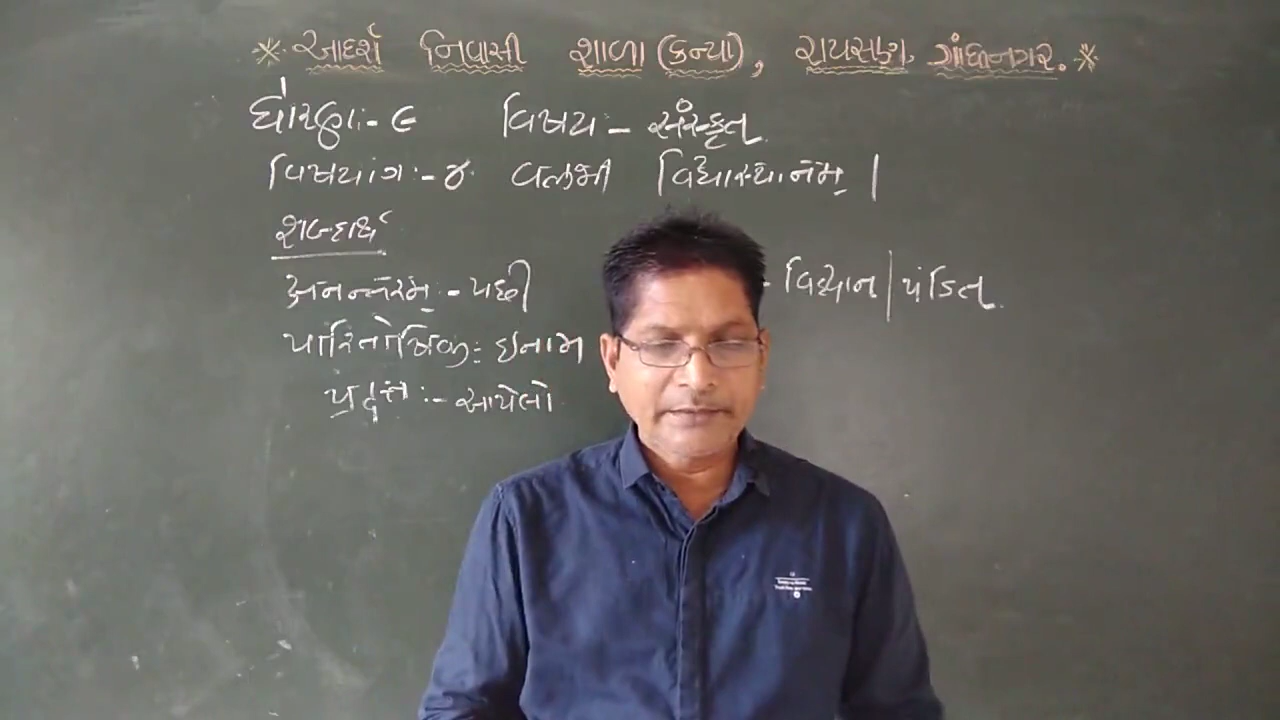 * આદર્શ નિવાસી શાળા (કન્યા), રાયસણ, ગાંધીનગર. *
ધોરણ :- ૯ વિષય :- સંસ્કૃત
વિષયાંગ :- ૪ વલભી વિદ્યાસ્થાનમ્ |
શબ્દાર્થ
અનન્તરમ્ :- પછી - વિદ્વાન | પંડિત
પારિતોષિક : ઇનામ
પ્રદત્ત :- આપેલો